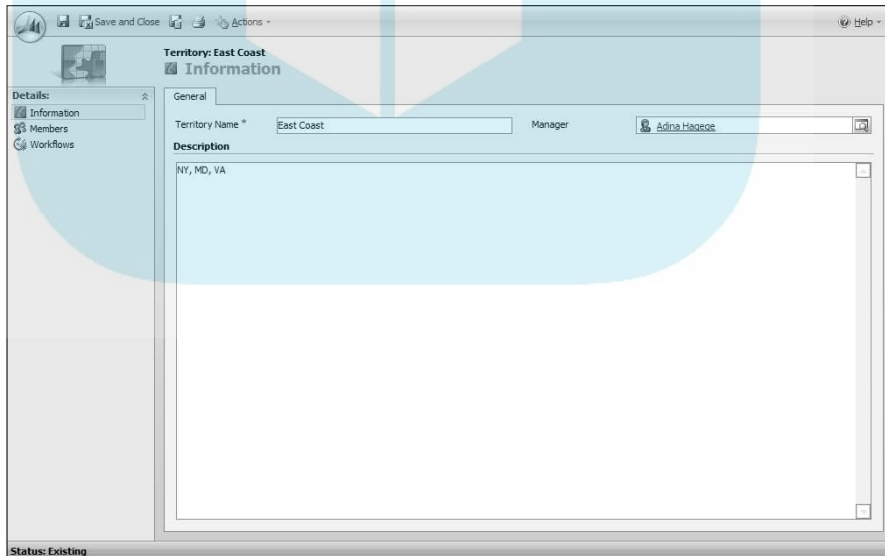 Save and Close
Actions
Help
Territory: East Coast
Information
Details:
Information
Members
Workflows
General
Territory Name *
East Coast
Manager
Adina Hagege
Description
NY, MD, VA
Status: Existing